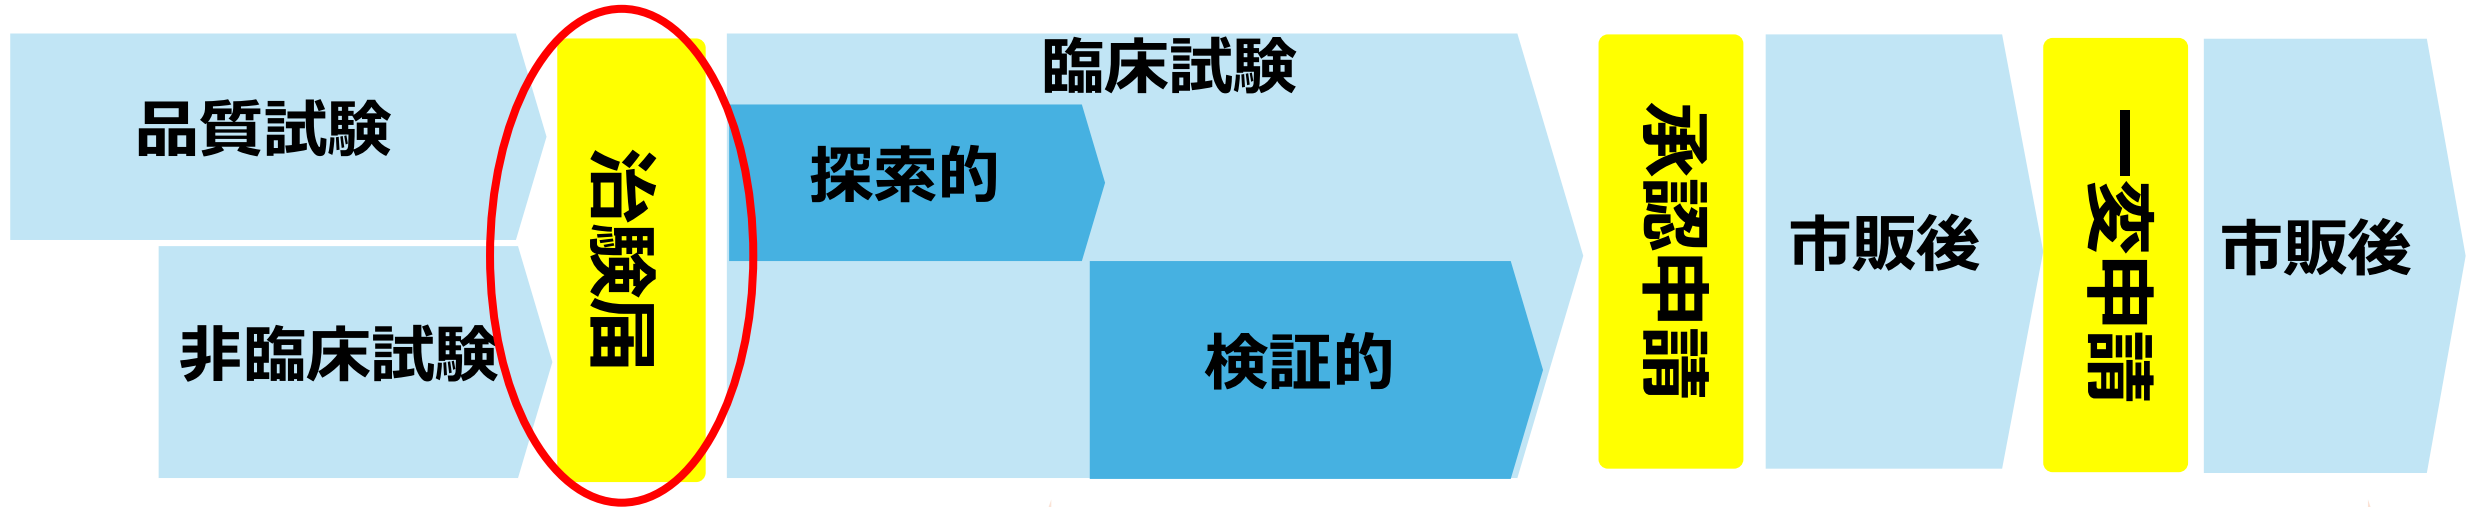 品質試験
非臨床試験
治験届
臨床試験
探索的
検証的
承認申請
市販後
一変申請
市販後